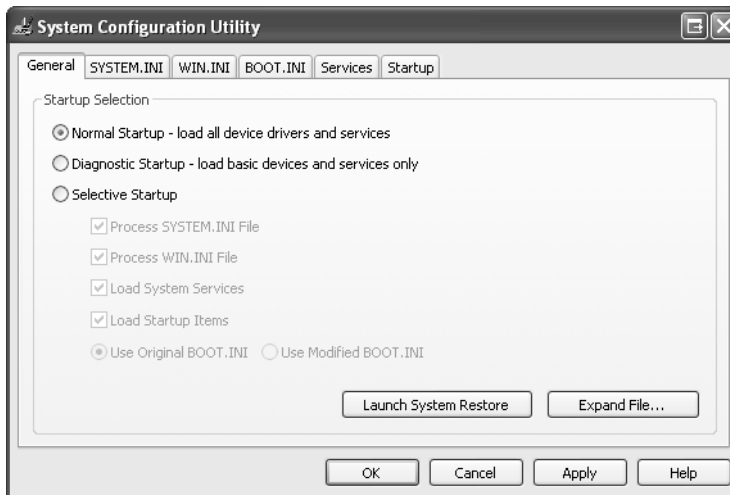 System Configuration Utility
General SYSTEM.INI WIN.INI BOOT.INI Services Startup
Startup Selection
Normal Startup - load all device drivers and services
Diagnostic Startup - load basic devices and services only
Selective Startup
Process SYSTEM.INI File
Process WIN.INI File
Load System Services
Load Startup Items
Use Original BOOT.INI Use Modified BOOT.INI
Launch System Restore Expand File...
OK Cancel Apply Help